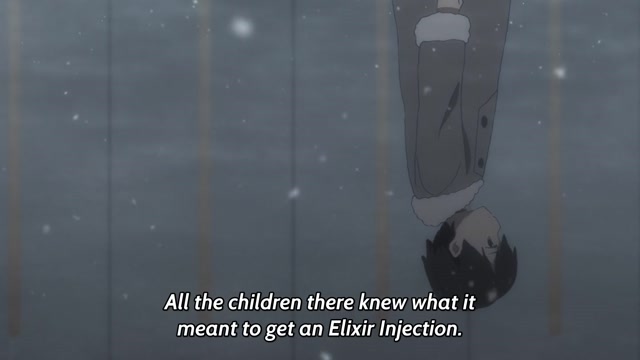 All the children there knew what it
meant to get an Elixir Injection.